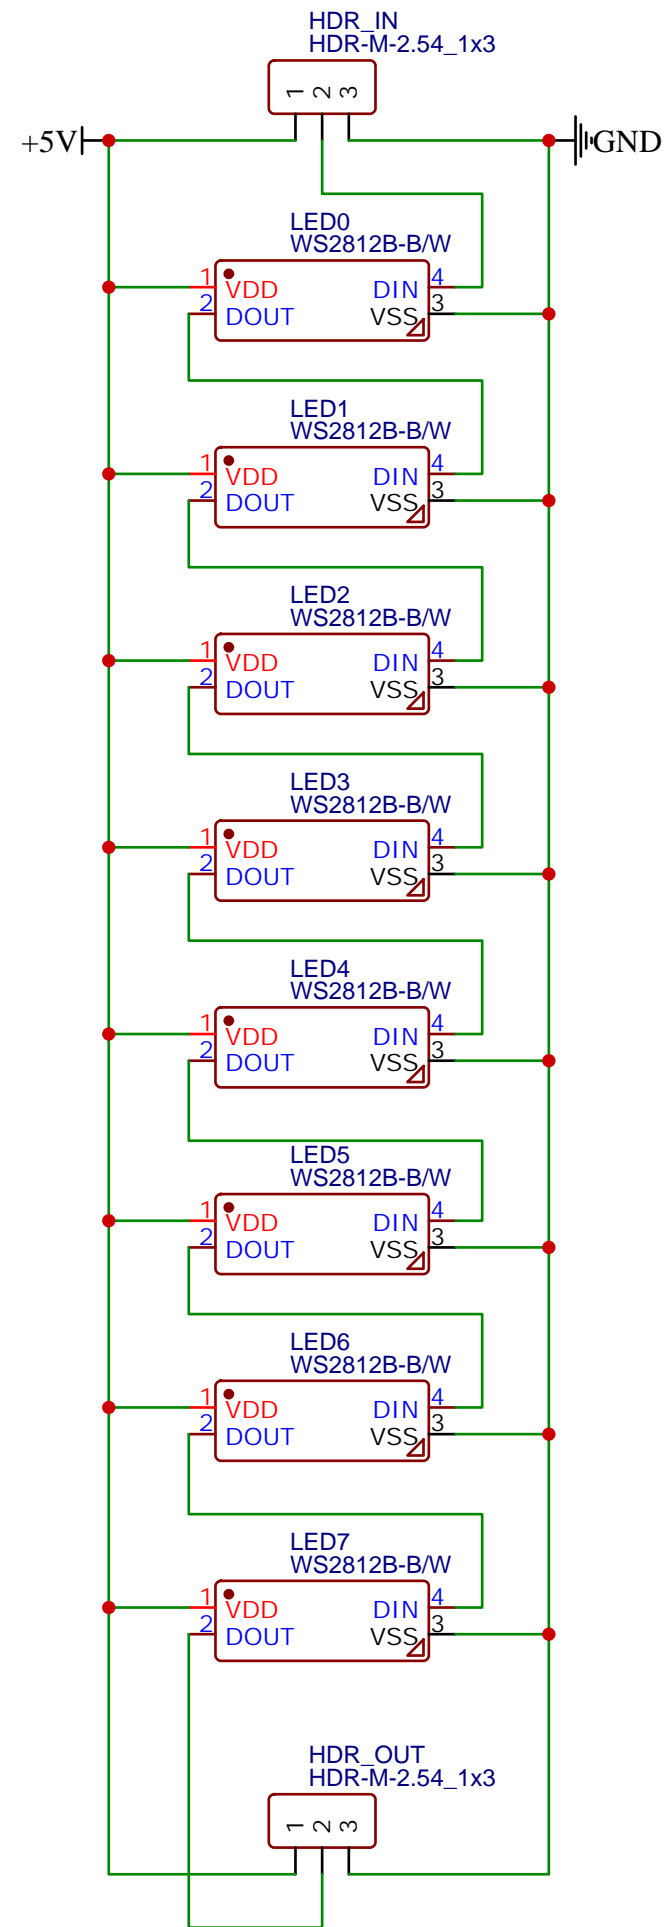 HDR_IN
HDR-M-2.54_1x3
1 2 3
+5V GND
LED0
WS2812B-B/W
1 VDD DIN 4
2 DOUT VSS 3
LED1
WS2812B-B/W
1 VDD DIN 4
2 DOUT VSS 3
LED2
WS2812B-B/W
1 VDD DIN 4
2 DOUT VSS 3
LED3
WS2812B-B/W
1 VDD DIN 4
2 DOUT VSS 3
LED4
WS2812B-B/W
1 VDD DIN 4
2 DOUT VSS 3
LED5
WS2812B-B/W
1 VDD DIN 4
2 DOUT VSS 3
LED6
WS2812B-B/W
1 VDD DIN 4
2 DOUT VSS 3
LED7
WS2812B-B/W
1 VDD DIN 4
2 DOUT VSS 3
HDR_OUT
HDR-M-2.54_1x3
1 2 3